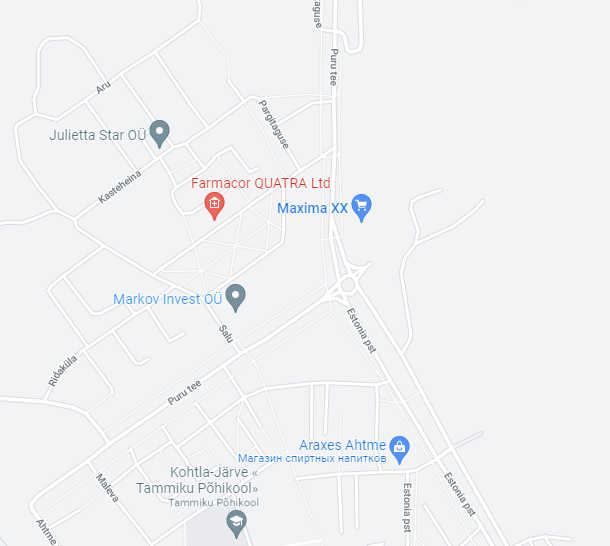 aguse
Puru tee
Aru
Pargitaguse
Julietta Star OÜ
Kasteheina
Farmacor QUATRA Ltd
Maxima XX
Markov Invest OÜ
Salu
Estonia pst
Ridaküla
Puru tee
Araxes Ahtme
Магазин спиртных напитков
Kohtla-Järve «
Tammiku Põhikool»
Tammiku Põhikool
Maleva
Estonia pst
Estonia pst
Ahtme